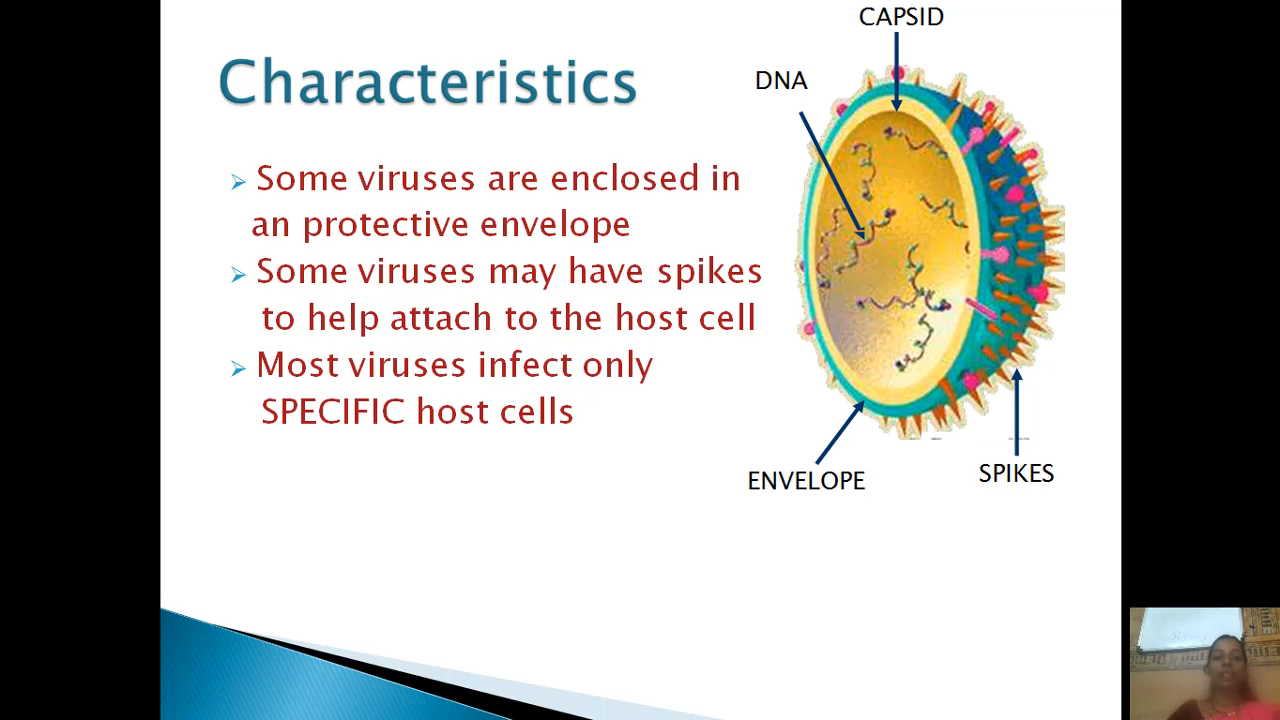 CAPSID
Characteristics
DNA
➢ Some viruses are enclosed in
an protective envelope
➢ Some viruses may have spikes
to help attach to the host cell
➢ Most viruses infect only
SPECIFIC host cells
ENVELOPE
SPIKES